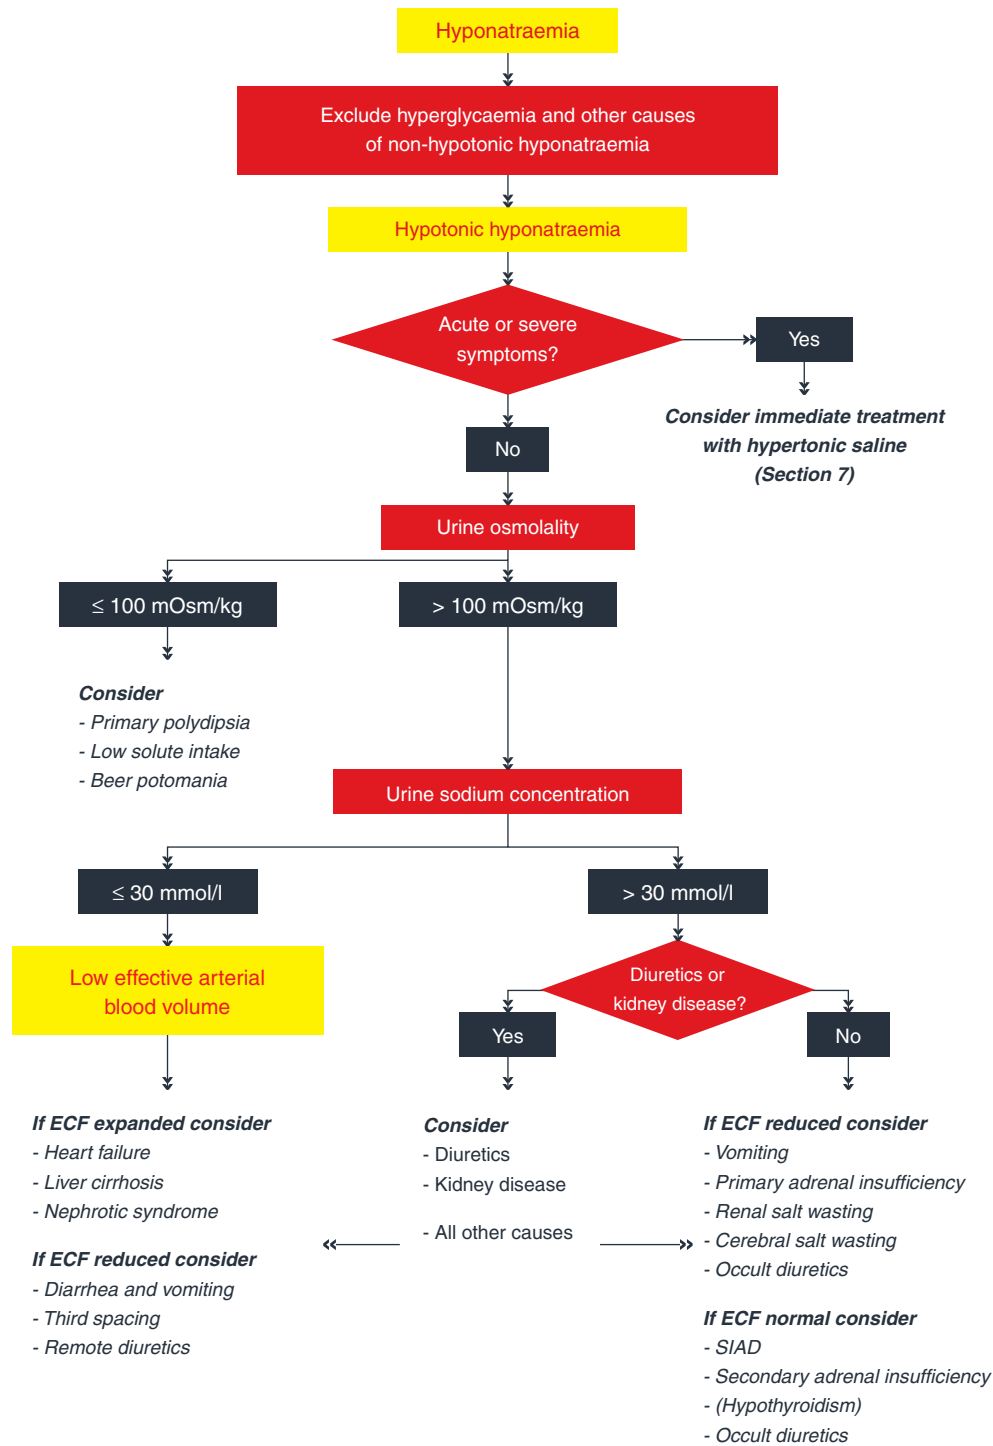 Hyponatraemia
Exclude hyperglycaemia and other causes
of non-hypotonic hyponatraemia
Hypotonic hyponatraemia
Acute or severe
symptoms?
Yes
Consider immediate treatment
with hypertonic saline
(Section 7)
No
Urine osmolality
≤ 100 mOsm/kg
> 100 mOsm/kg
Consider
- Primary polydipsia
- Low solute intake
- Beer potomania
Urine sodium concentration
≤ 30 mmol/l
> 30 mmol/l
Low effective arterial
blood volume
Diuretics or
kidney disease?
Yes
No
If ECF expanded consider
- Heart failure
- Liver cirrhosis
- Nephrotic syndrome
If ECF reduced consider
- Diarrhea and vomiting
- Third spacing
- Remote diuretics
Consider
- Diuretics
- Kidney disease
- All other causes
If ECF reduced consider
- Vomiting
- Primary adrenal insufficiency
- Renal salt wasting
- Cerebral salt wasting
- Occult diuretics
If ECF normal consider
- SIAD
- Secondary adrenal insufficiency
- (Hypothyroidism)
- Occult diuretics